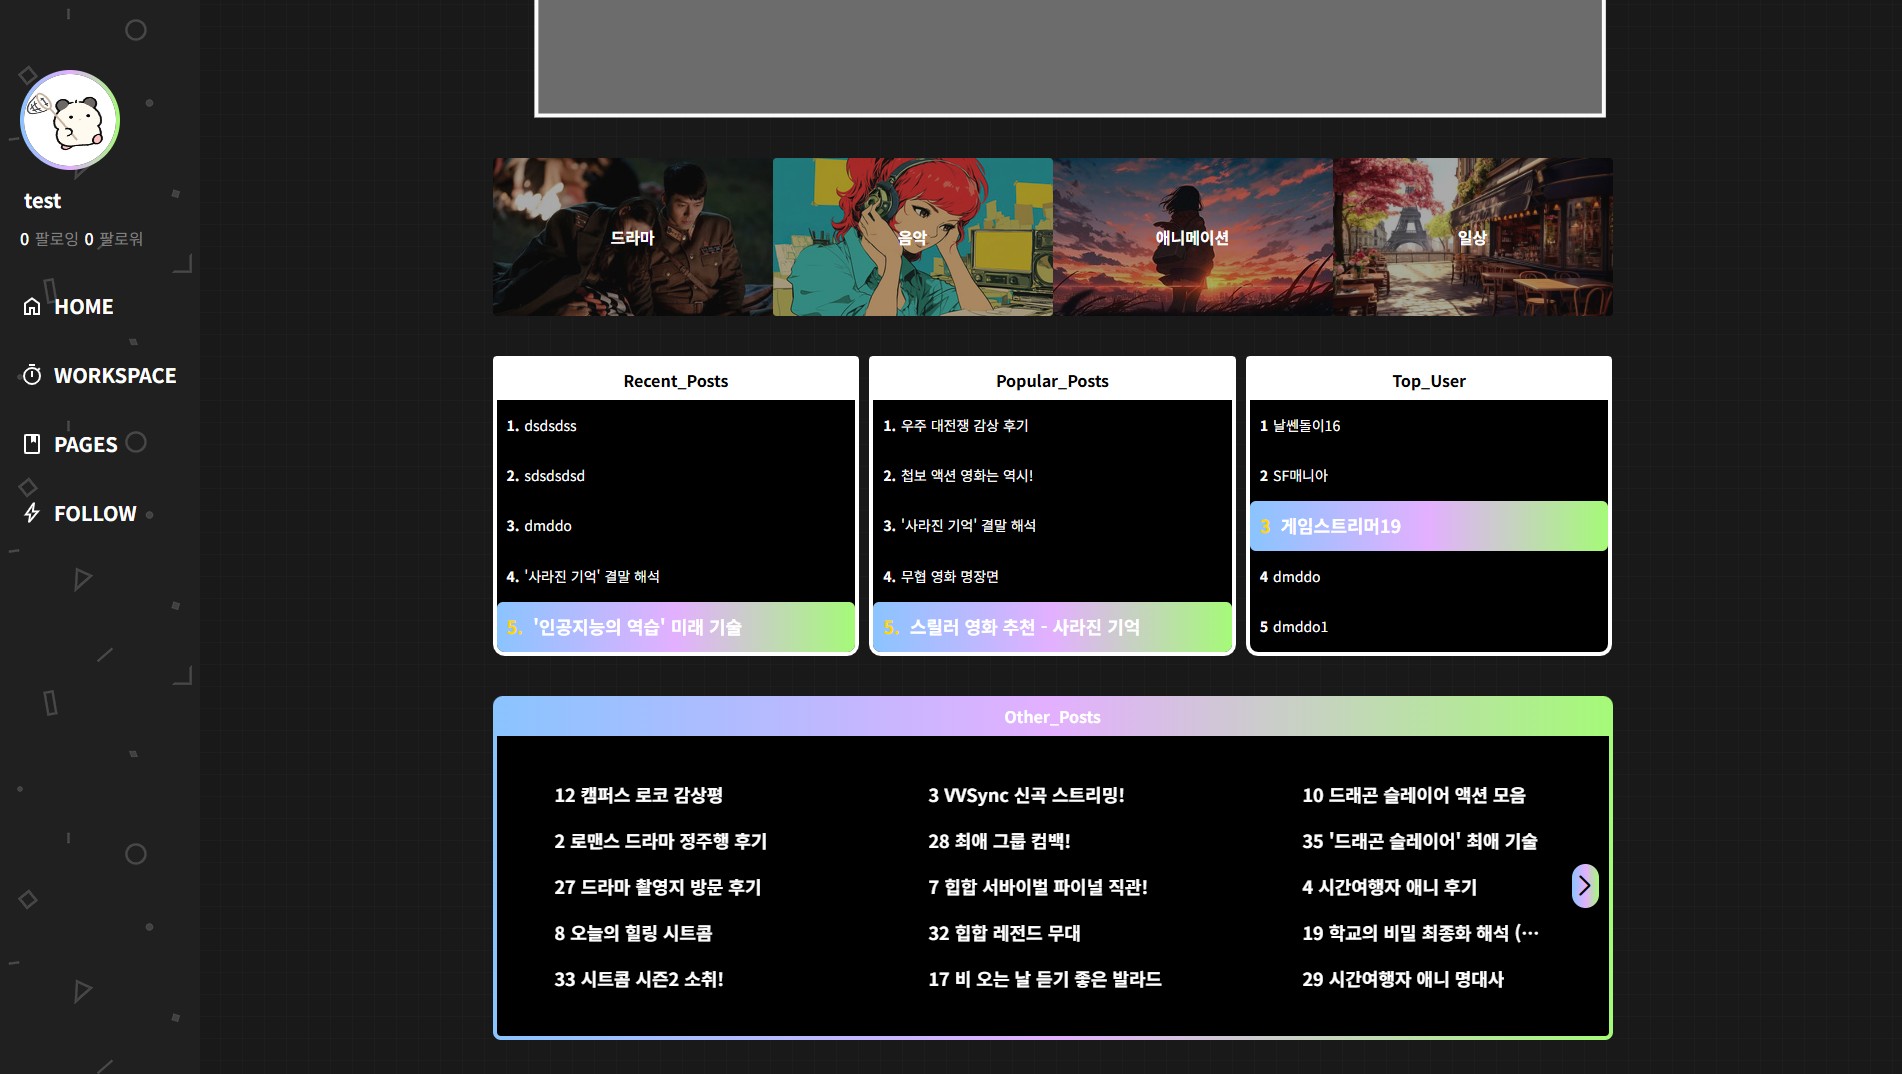 test
0 팔로잉 0 팔로워
HOME
WORKSPACE
PAGES
FOLLOW
드라마
음악
애니메이션
일상
Recent_Posts
1. dsdsdss
2. sdsdsdsd
3. dmddo
4. '사라진 기억' 결말 해석
5. '인공지능의 역습' 미래 기술
Popular_Posts
1. 우주 대전쟁 감상 후기
2. 첩보 액션 영화는 역시!
3. '사라진 기억' 결말 해석
4. 무협 영화 명장면
5. 스릴러 영화 추천 - 사라진 기억
Top_User
1 날쎈돌이16
2 SF매니아
3 게임스트리머19
4 dmddo
5 dmddo1
Other_Posts
12 캠퍼스 로코 감상평
2 로맨스 드라마 정주행 후기
27 드라마 촬영지 방문 후기
8 오늘의 힐링 시트콤
33 시트콤 시즌2 소취!
3 VVSync 신곡 스트리밍!
28 최애 그룹 컴백!
7 힙합 서바이벌 파이널 직관!
32 힙합 레전드 무대
17 비 오는 날 듣기 좋은 발라드
10 드래곤 슬레이어 액션 모음
35 '드래곤 슬레이어' 최애 기술
4 시간여행자 애니 후기
19 학교의 비밀 최종화 해석 (…
29 시간여행자 애니 명대사